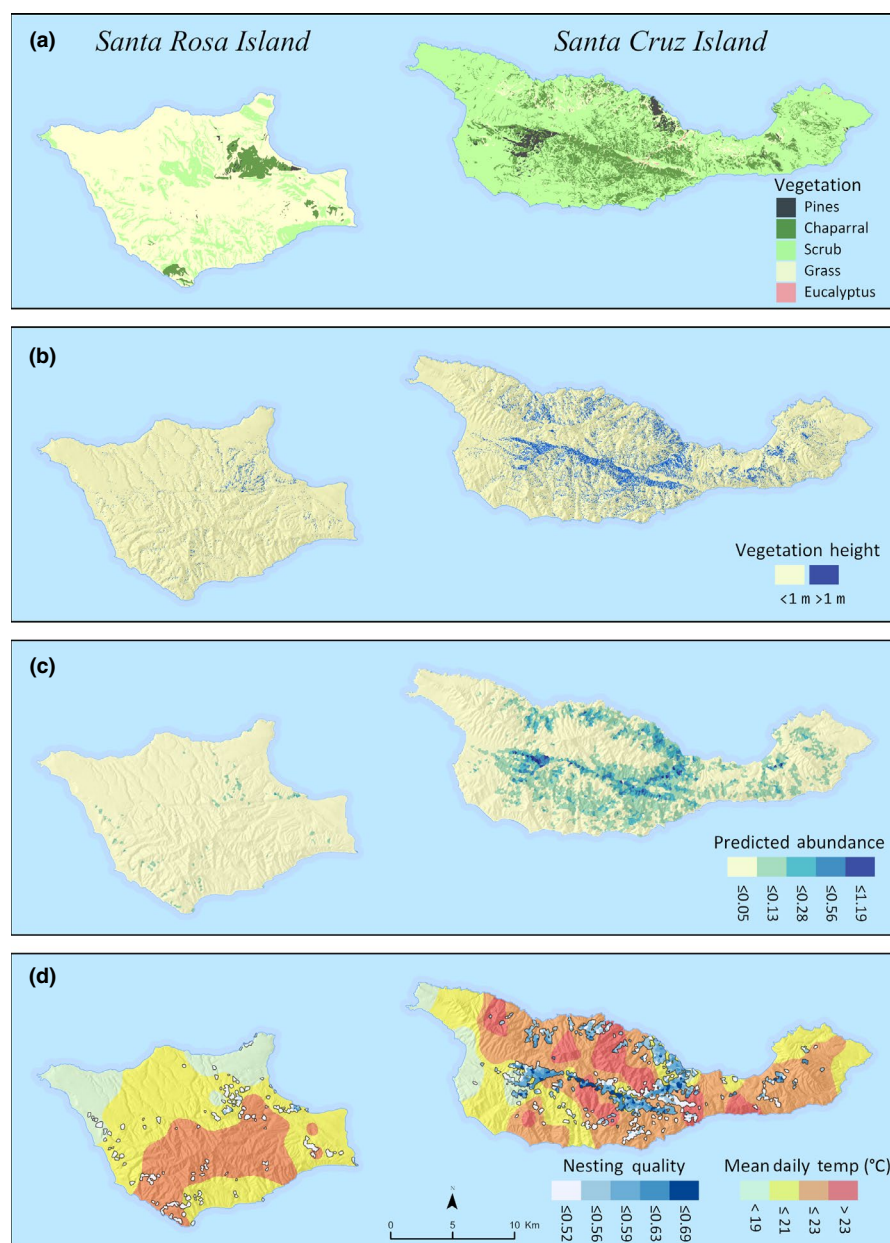 (a)
Santa Rosa Island
Santa Cruz Island
Vegetation
Pines
Chaparral
Scrub
Grass
Eucalyptus
(b)
Vegetation height
<1 m >1 m
(c)
Predicted abundance
≤0.05
≤0.13
≤0.28
≤0.56
≤1.19
(d)
Nesting quality
≤0.52
≤0.56
≤0.59
≤0.63
≤0.69
Mean daily temp (°C)
< 19
≤ 21
≤ 23
> 23
N
0 5 10 Km